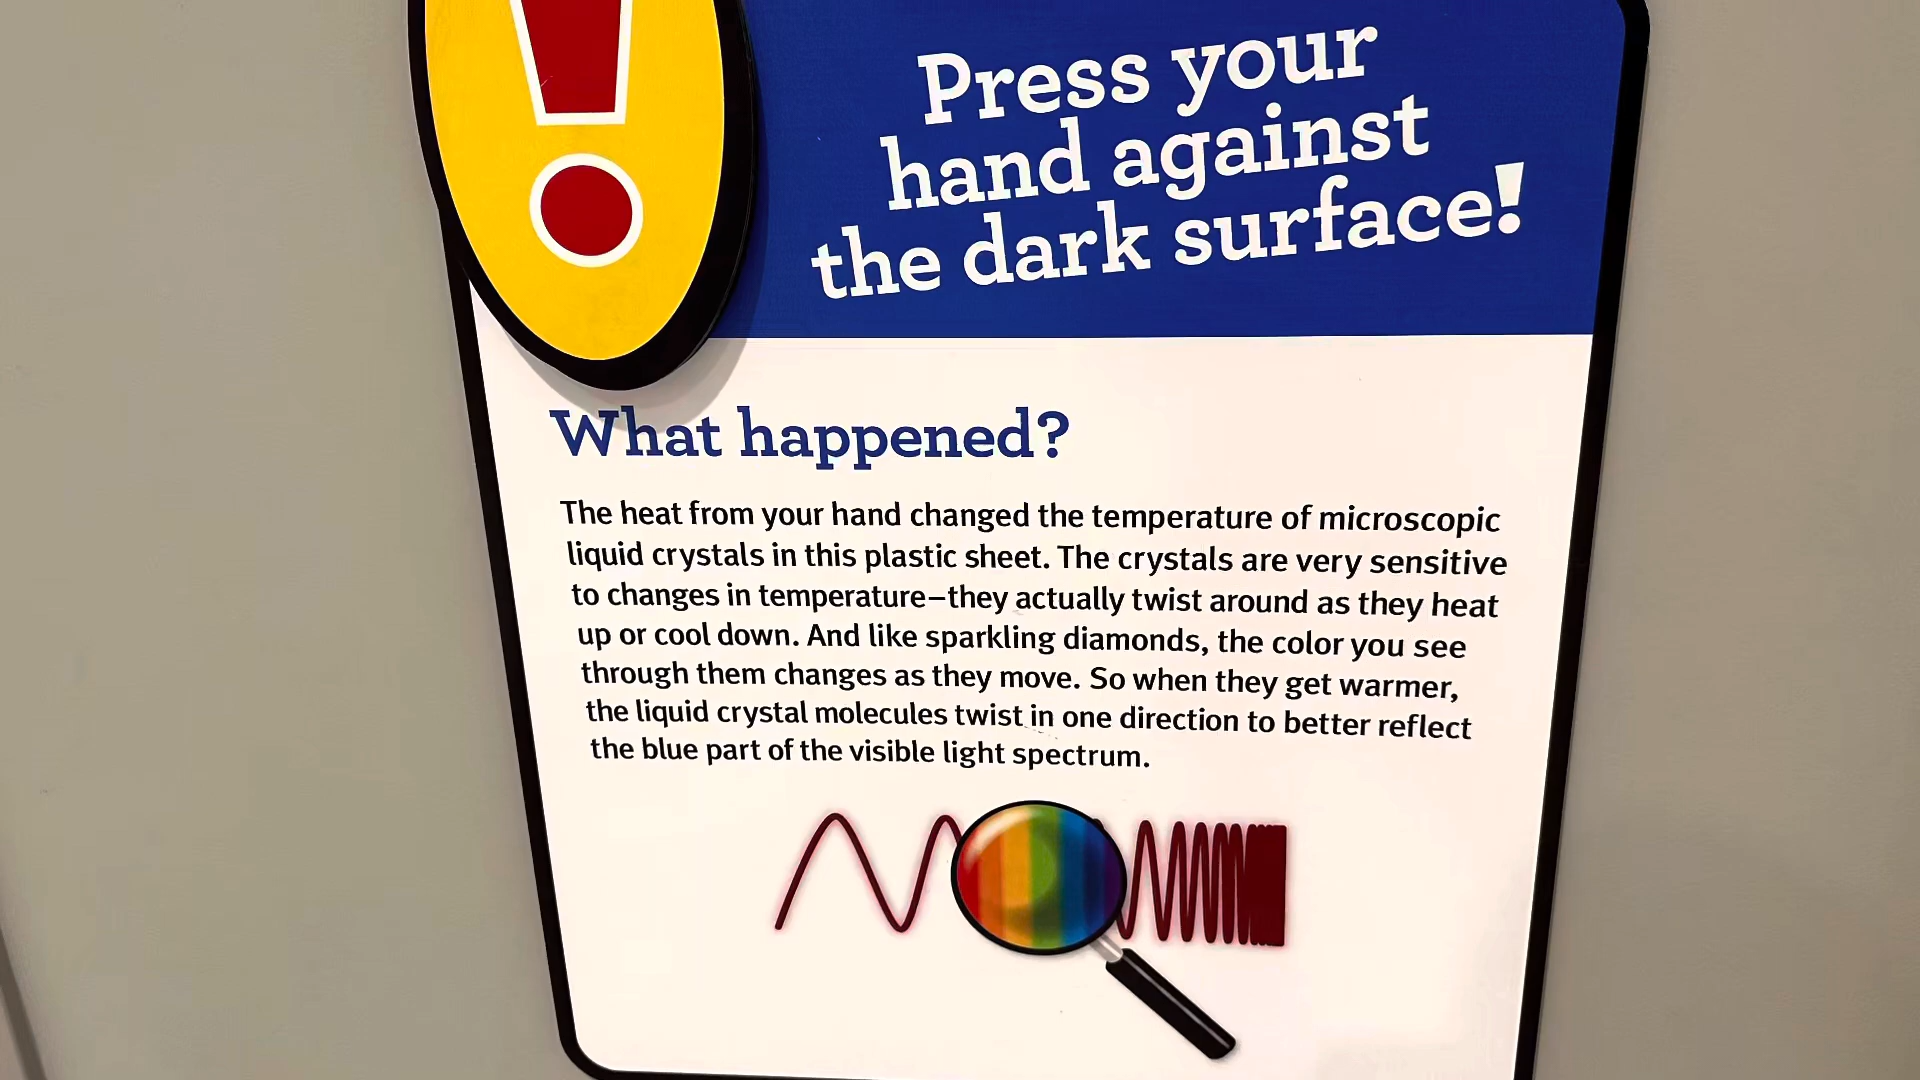 Press your
hand against
the dark surface!
What happened?
The heat from your hand changed the temperature of microscopic
liquid crystals in this plastic sheet. The crystals are very sensitive
to changes in temperature—they actually twist around as they heat
up or cool down. And like sparkling diamonds, the color you see
through them changes as they move. So when they get warmer,
the liquid crystal molecules twist in one direction to better reflect
the blue part of the visible light spectrum.